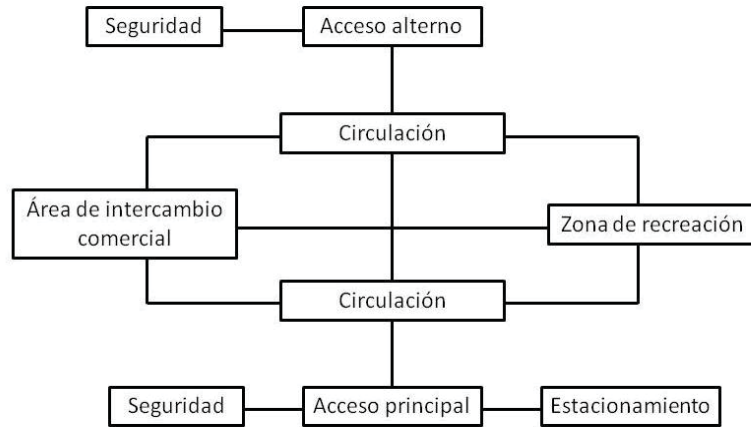 Seguridad
Acceso alterno
Circulación
Área de intercambio
comercial
Zona de recreación
Circulación
Seguridad
Acceso principal
Estacionamiento